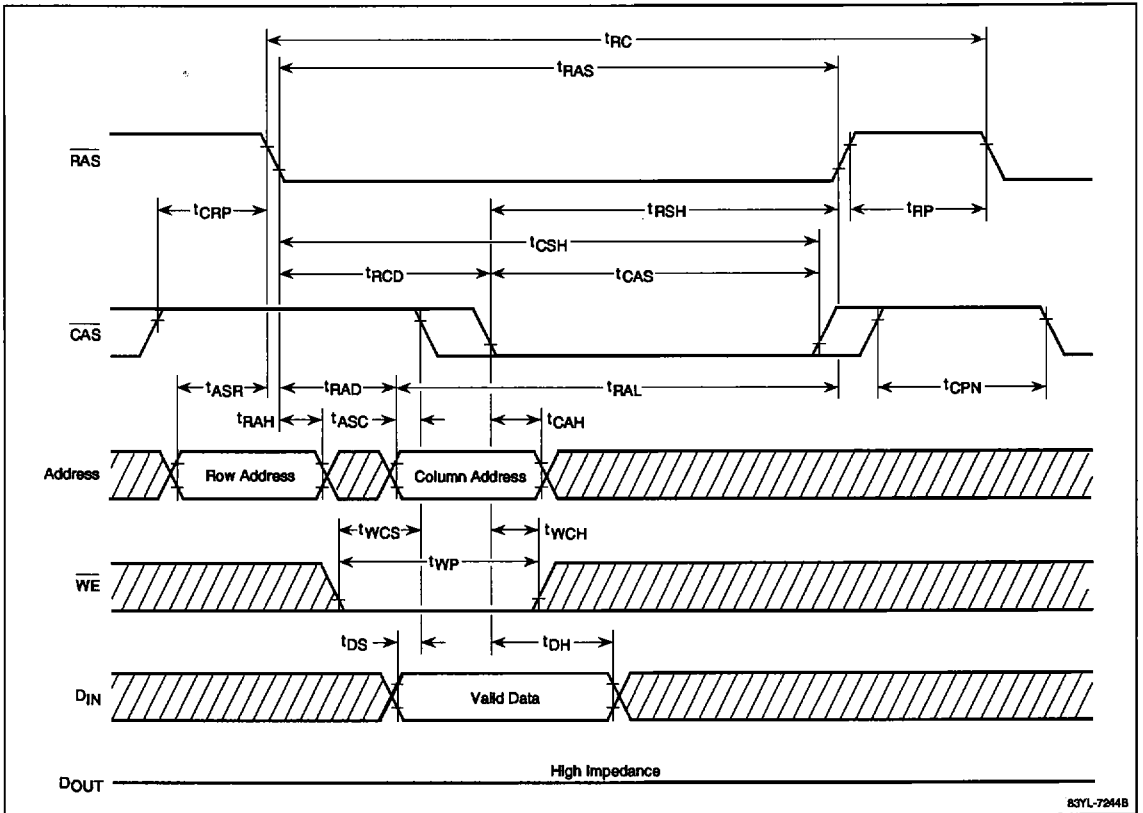 tRC
tRAS
RAS
tCRP
tRSH
tRP
tCSH
tRCD
tCAS
CAS
tASR
tRAD
tRAL
tCPN
tRAH
tASC
tCAH
Address
Row Address
Column Address
tWCS
tWCH
tWP
WE
tDS
tDH
DIN
Valid Data
High Impedance
DOUT
83YL-7244B